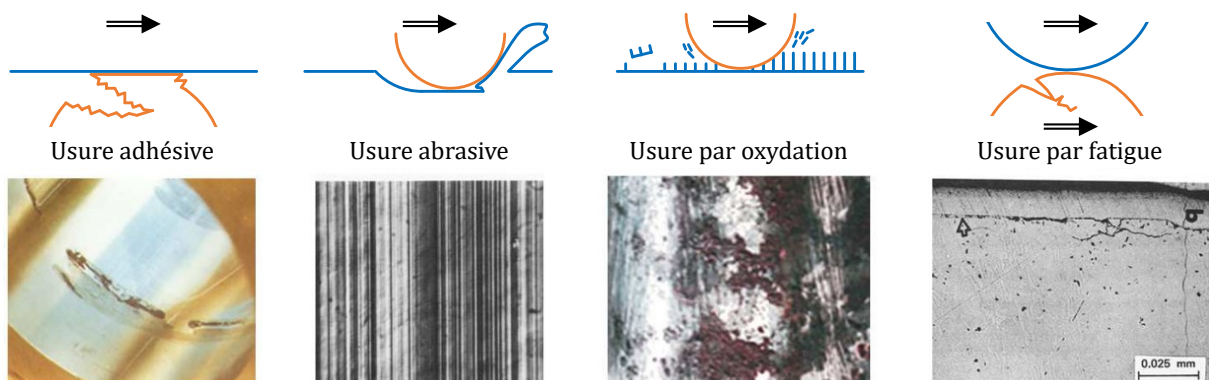 Usure adhésive
Usure abrasive
Usure par oxydation
Usure par fatigue
b
0.025 mm